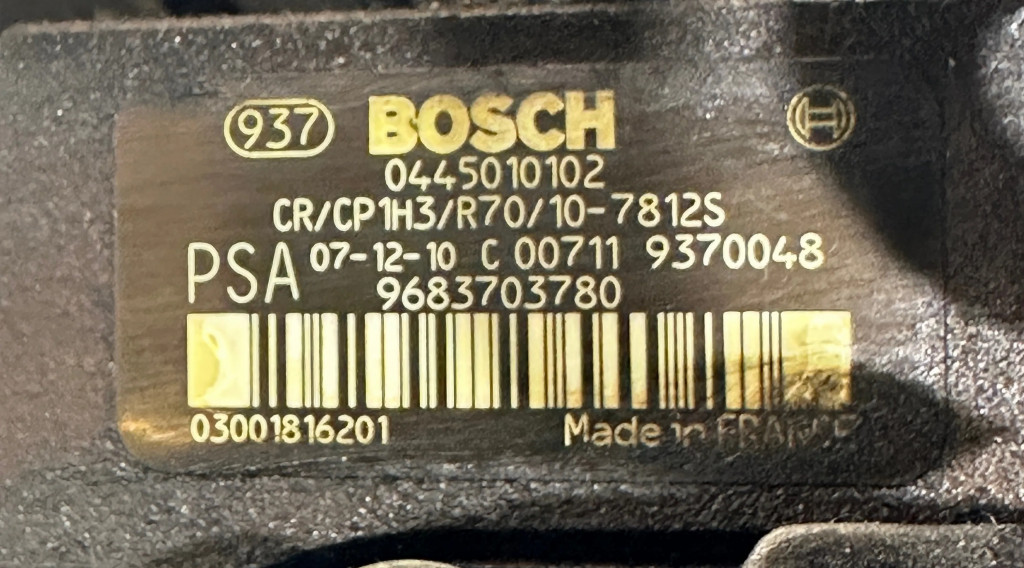 937 BOSCH
0445010102
CR/CP1H3/R70/10-7812S
PSA 07-12-10 C 00711 9370048
9683703780
03001816201 Made in FRANCE